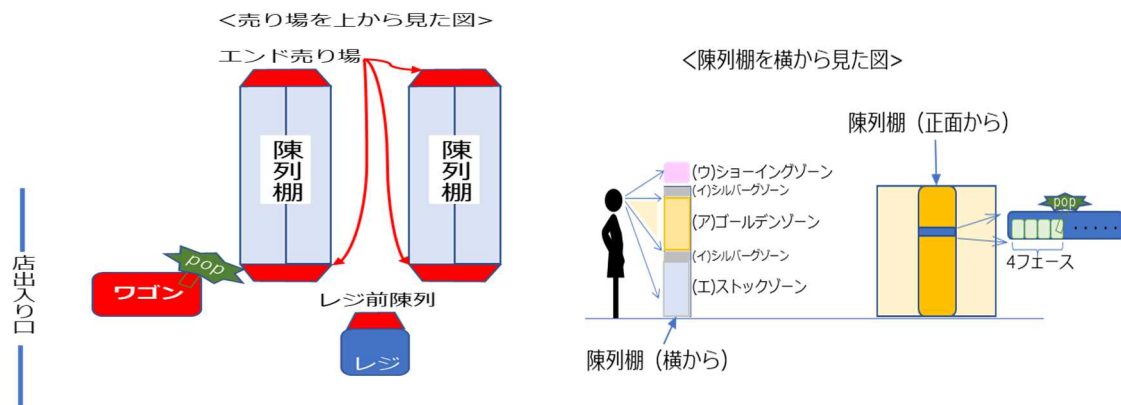 <売り場を上から見た図>
エンド売り場
陳列棚
陳列棚
店出入り口
pop
ワゴン
レジ前陳列
レジ
<陳列棚を横から見た図>
陳列棚（正面から）
(ウ)ショーイングゾーン
(イ)シルバーグゾーン
(ア)ゴールデンゾーン
(イ)シルバーグゾーン
(エ)ストックゾーン
pop
4フェース
陳列棚（横から）